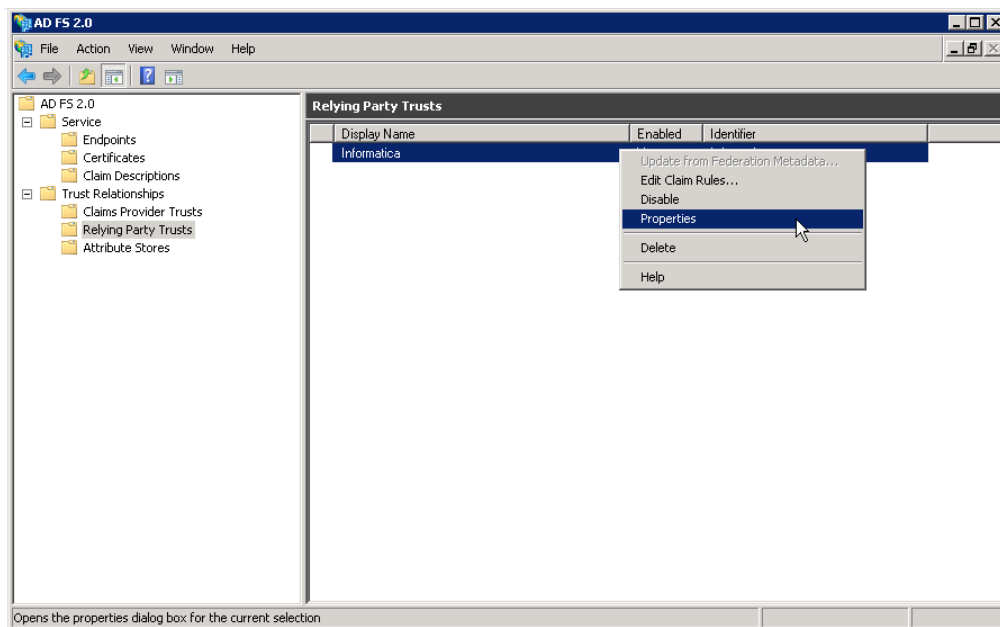 AD FS 2.0
File Action View Window Help
AD FS 2.0
Service
Endpoints
Certificates
Claim Descriptions
Trust Relationships
Claims Provider Trusts
Relying Party Trusts
Attribute Stores
Relying Party Trusts
Display Name Enabled Identifier
Informatica
Update from Federation Metadata...
Edit Claim Rules...
Disable
Properties
Delete
Help
Opens the properties dialog box for the current selection